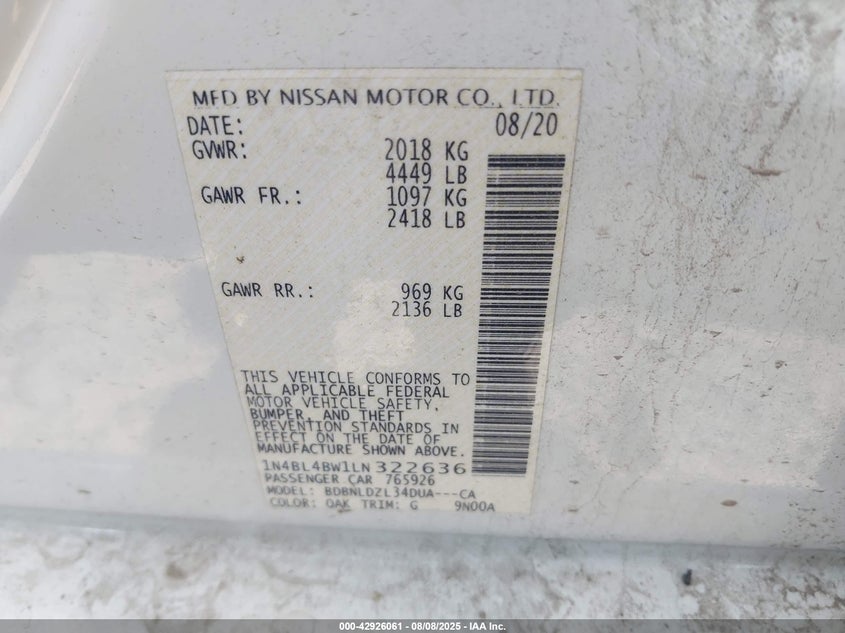 MFD BY NISSAN MOTOR CO., LTD.
DATE: 08/20
GVWR: 2018 KG
4449 LB
GAWR FR.: 1097 KG
2418 LB
GAWR RR.: 969 KG
2136 LB
THIS VEHICLE CONFORMS TO
ALL APPLICABLE FEDERAL
MOTOR VEHICLE SAFETY,
BUMPER, AND THEFT
PREVENTION STANDARDS IN
EFFECT ON THE DATE OF
MANUFACTURE SHOWN ABOVE.
1N4BL4BW1LN322636
PASSENGER CAR 765926
MODEL: BDBNLDZL34DUA---CA
COLOR: QAK TRIM: G 9N00A
000-42926061 - 08/08/2025 - IAA Inc.